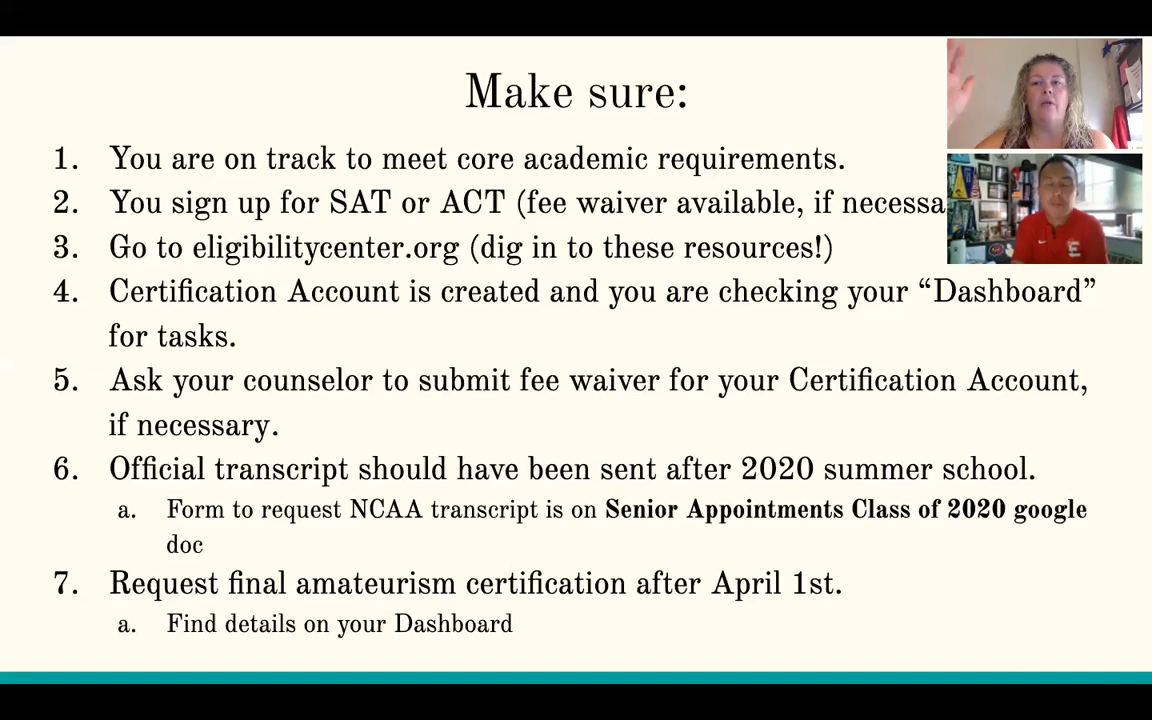 Make sure:
1. You are on track to meet core academic requirements.
2. You sign up for SAT or ACT (fee waiver available, if necessa
3. Go to eligibilitycenter.org (dig in to these resources!)
4. Certification Account is created and you are checking your “Dashboard”
for tasks.
5. Ask your counselor to submit fee waiver for your Certification Account,
if necessary.
6. Official transcript should have been sent after 2020 summer school.
a. Form to request NCAA transcript is on Senior Appointments Class of 2020 google
doc
7. Request final amateurism certification after April 1st.
a. Find details on your Dashboard